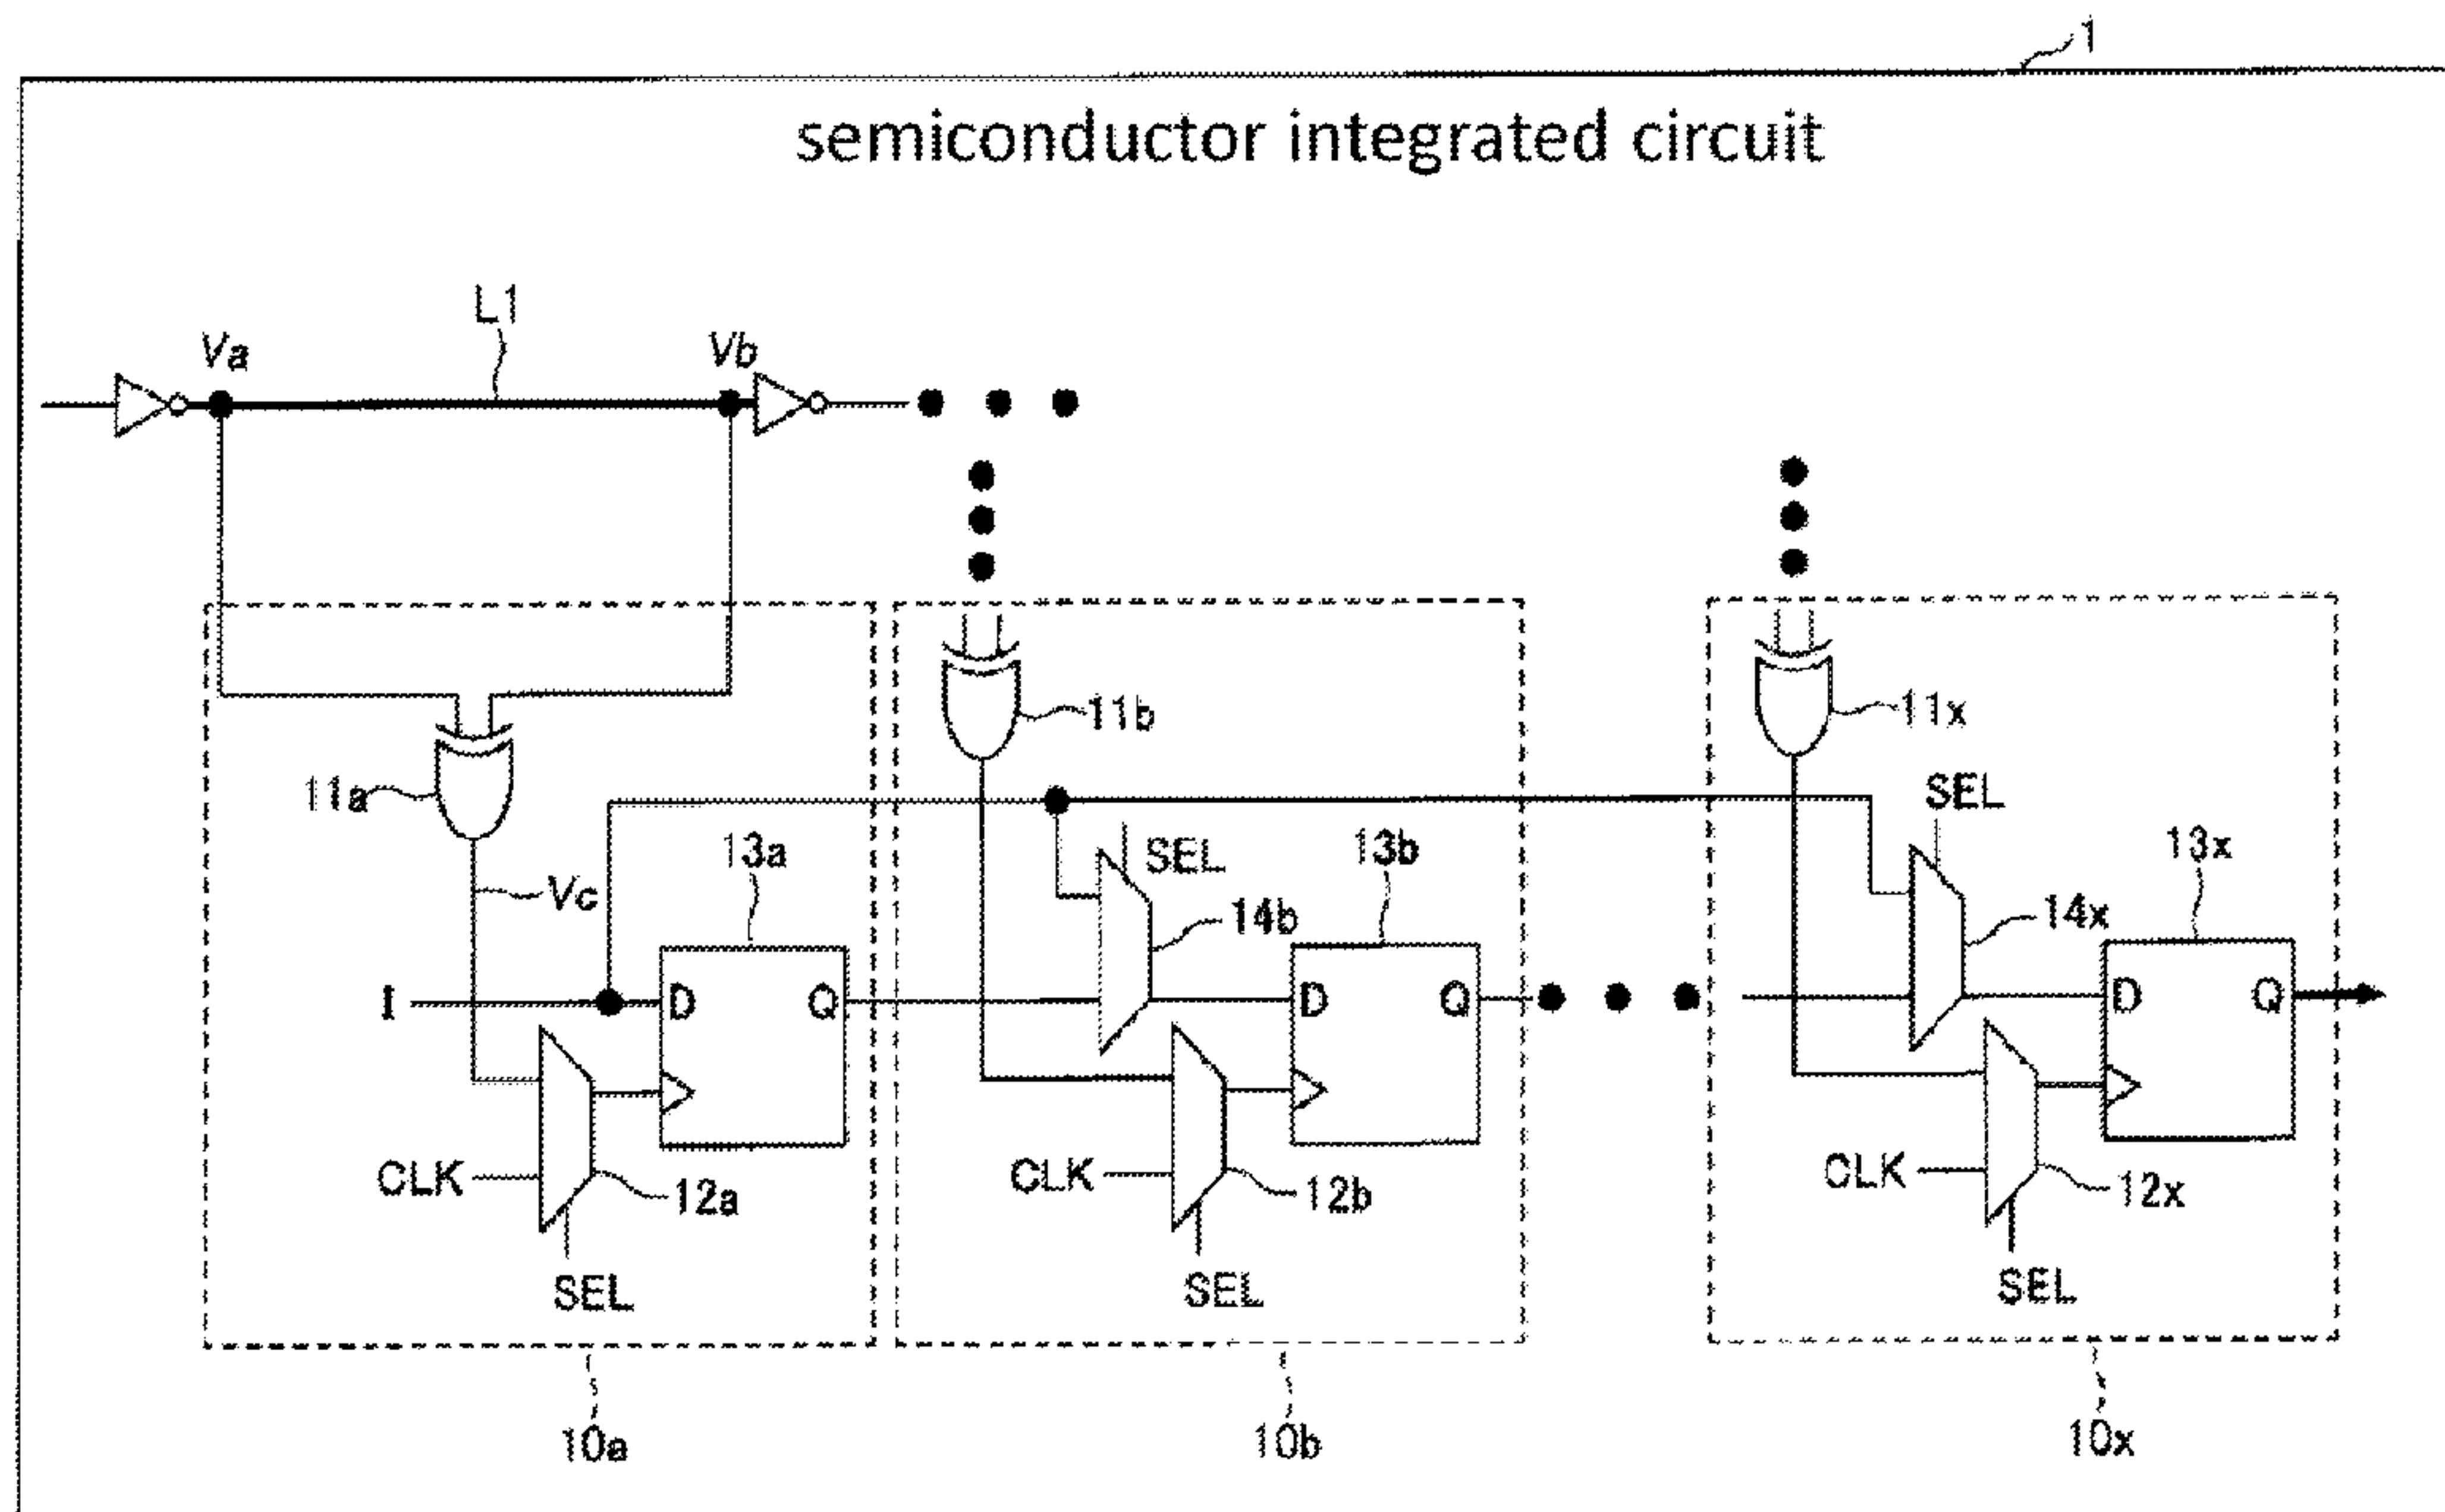 1
semiconductor integrated circuit
L1
Va
Vb
11b
11x
11a
SEL
13a
SEL
13b
13x
Vc
14b
14x
I
D
Q
D
Q
D
Q
CLK
12a
CLK
12b
CLK
12x
SEL
SEL
SEL
10a
10b
10x